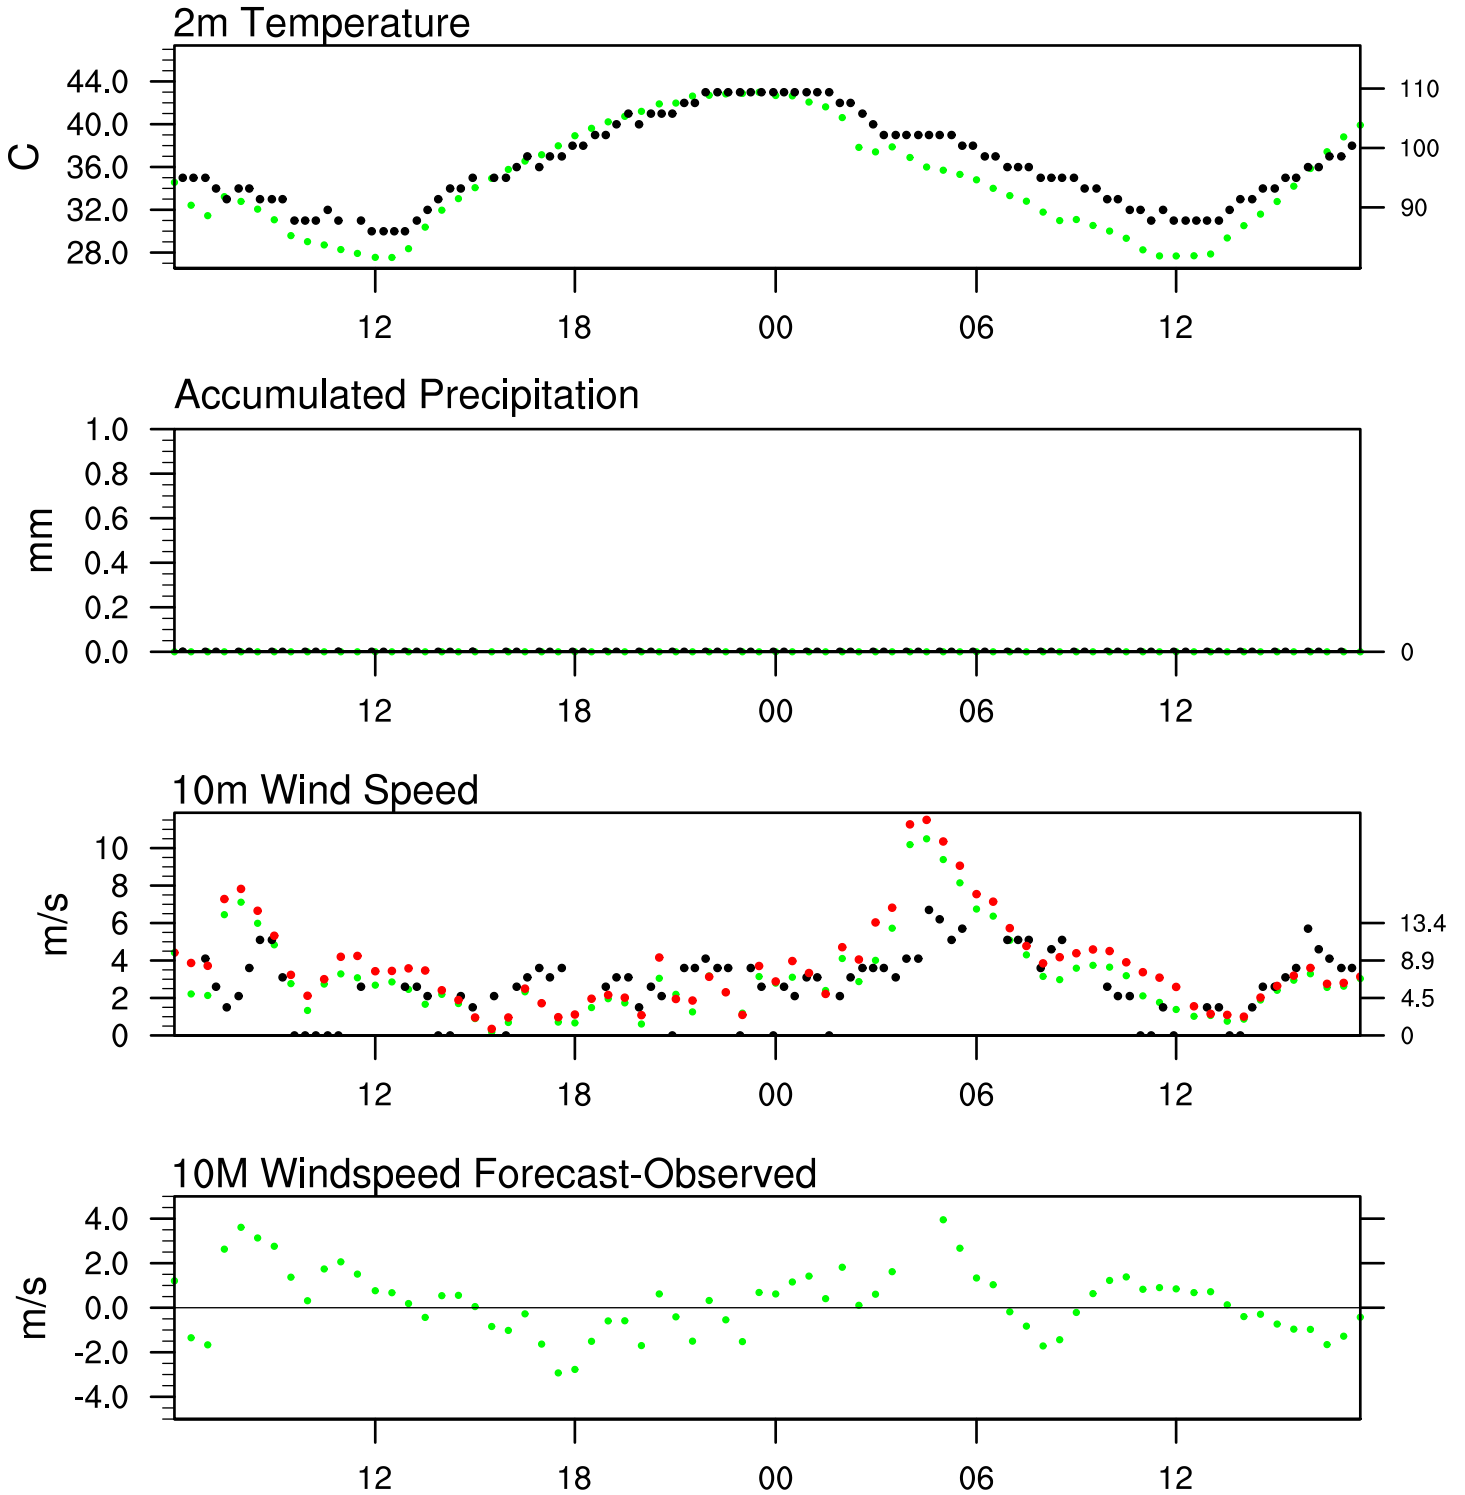 2m Temperature
44.0
40.0
36.0
32.0
28.0
C
110
100
90
12 18 00 06 12
Accumulated Precipitation
1.0
0.8
0.6
0.4
0.2
0.0
mm
0
12 18 00 06 12
10m Wind Speed
10
8
6
4
2
0
m/s
13.4
8.9
4.5
0
12 18 00 06 12
10M Windspeed Forecast-Observed
4.0
2.0
0.0
-2.0
-4.0
m/s
12 18 00 06 12